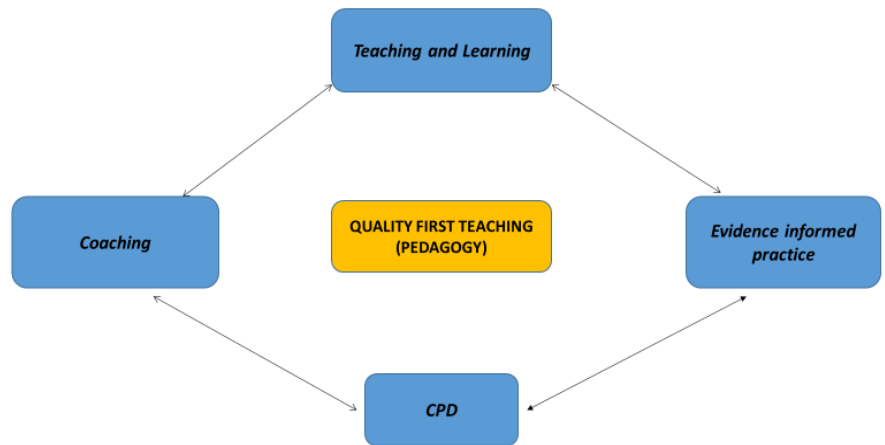 Teaching and Learning
Coaching
QUALITY FIRST TEACHING
(PEDAGOGY)
Evidence informed
practice
CPD